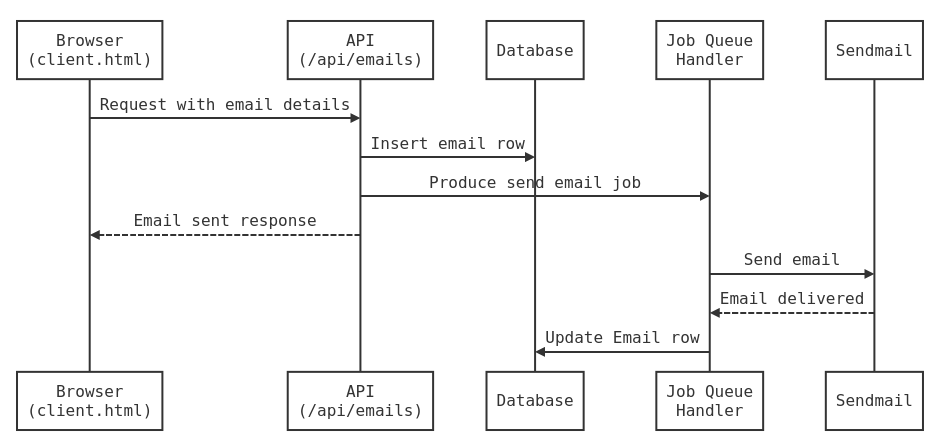 Browser
(client.html)
API
(/api/emails)
Database
Job Queue
Handler
Sendmail
Request with email details
Insert email row
Produce send email job
Email sent response
Send email
Email delivered
Update Email row
Browser
(client.html)
API
(/api/emails)
Database
Job Queue
Handler
Sendmail